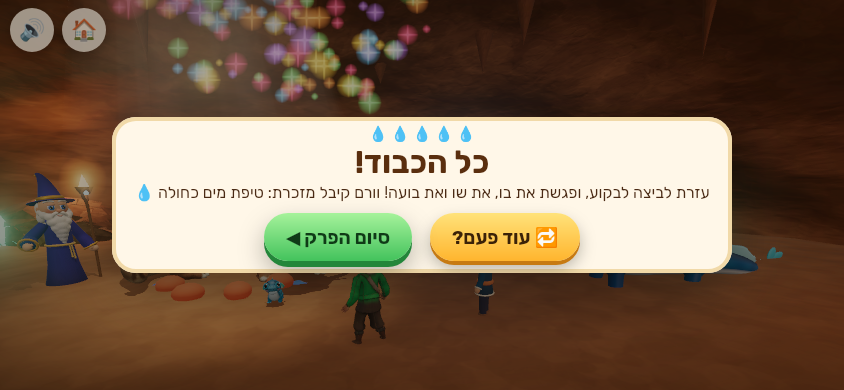 כל הכבוד!
עזרת לביצה לבקוע, ופגשת את בו, את שו ואת בועה! וורם קיבל מזכרת: טיפת מים כחולה 💧
🔁 עוד פעם?
סיום הפרק ◀